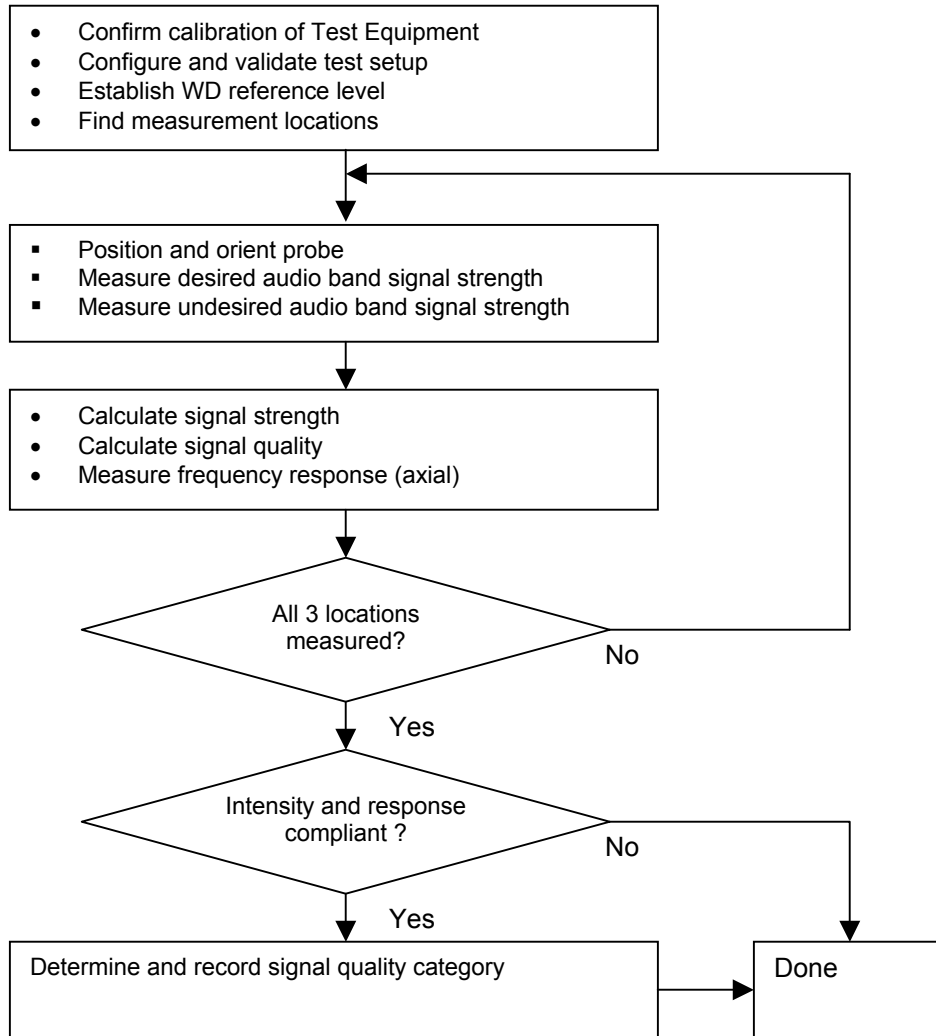 • Confirm calibration of Test Equipment
• Configure and validate test setup
• Establish WD reference level
• Find measurement locations
▪ Position and orient probe
▪ Measure desired audio band signal strength
▪ Measure undesired audio band signal strength
• Calculate signal strength
• Calculate signal quality
• Measure frequency response (axial)
All 3 locations
measured?
No
Yes
Intensity and response
compliant ?
No
Yes
Determine and record signal quality category
Done